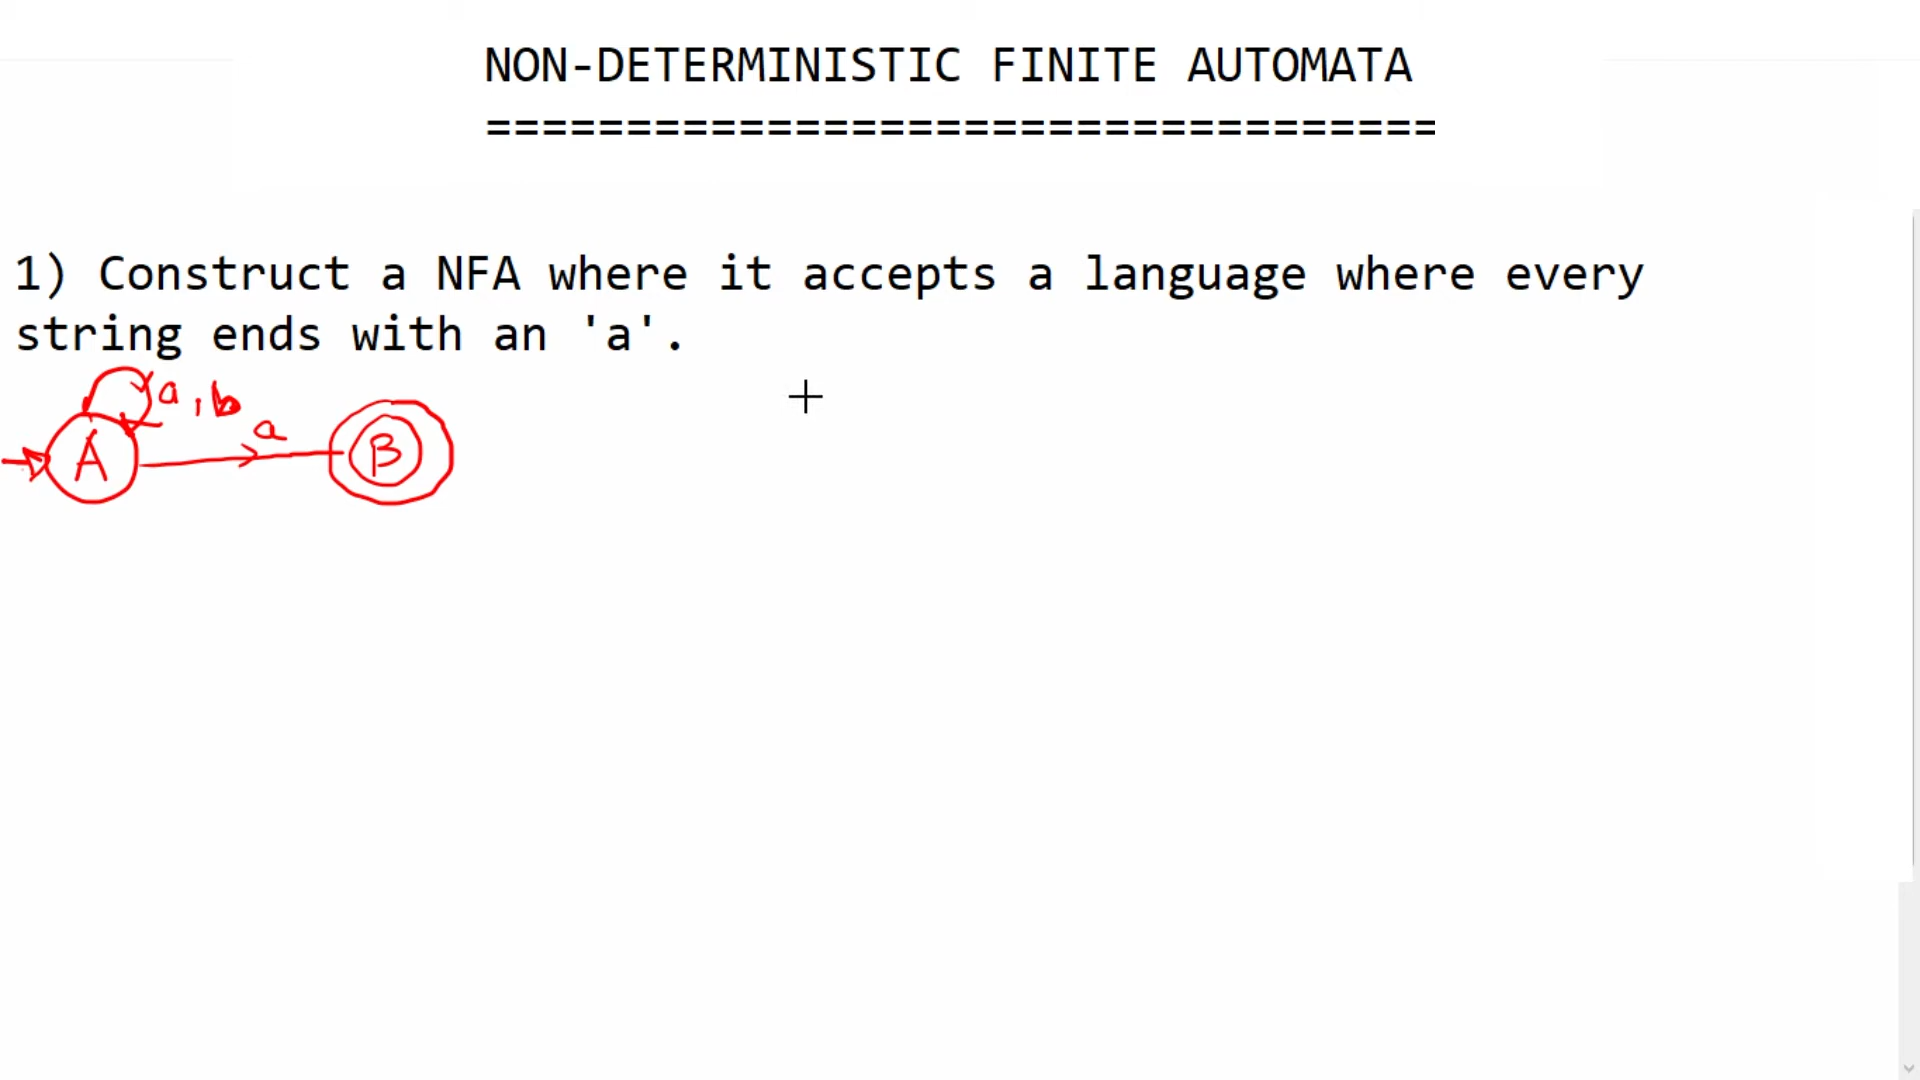 NON-DETERMINISTIC FINITE AUTOMATA
==================================
1) Construct a NFA where it accepts a language where every
string ends with an 'a'.
a,b
a
A
B